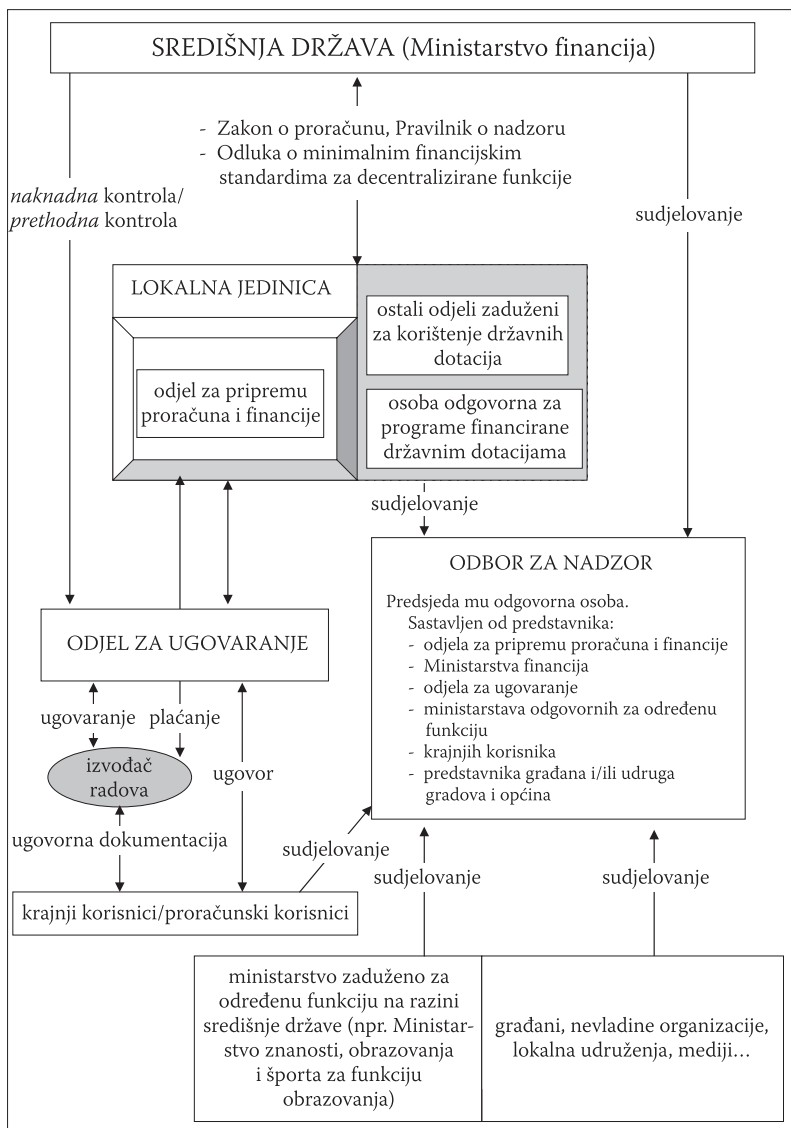 SREDIŠNJA DRŽAVA (Ministarstvo financija)
- Zakon o proračunu, Pravilnik o nadzoru
- Odluka o minimalnim financijskim
standardima za decentralizirane funkcije
naknadna kontrola/
prethodna kontrola
sudjelovanje
LOKALNA JEDINICA
odjel za pripremu
proračuna i financije
ostali odjeli zaduženi
za korištenje državnih
dotacija
osoba odgovorna za
programe financirane
državnim dotacijama
sudjelovanje
ODBOR ZA NADZOR
Predsjeda mu odgovorna osoba.
Sastavljen od predstavnika:
- odjela za pripremu proračuna i financije
- Ministarstva financija
- odjela za ugovaranje
- ministarstava odgovornih za određenu
funkciju
- krajnjih korisnika
- predstavnika građana i/ili udruga
gradova i općina
ODJEL ZA UGOVARANJE
ugovaranje
plaćanje
izvođač
radova
ugovor
ugovorna dokumentacija
sudjelovanje
krajnji korisnici/proračunski korisnici
sudjelovanje
sudjelovanje
ministarstvo zaduženo za
određenu funkciju na razini
središnje države (npr. Ministar-
stvo znanosti, obrazovanja
i športa za funkciju
obrazovanja)
građani, nevladine organizacije,
lokalna udruženja, mediji...